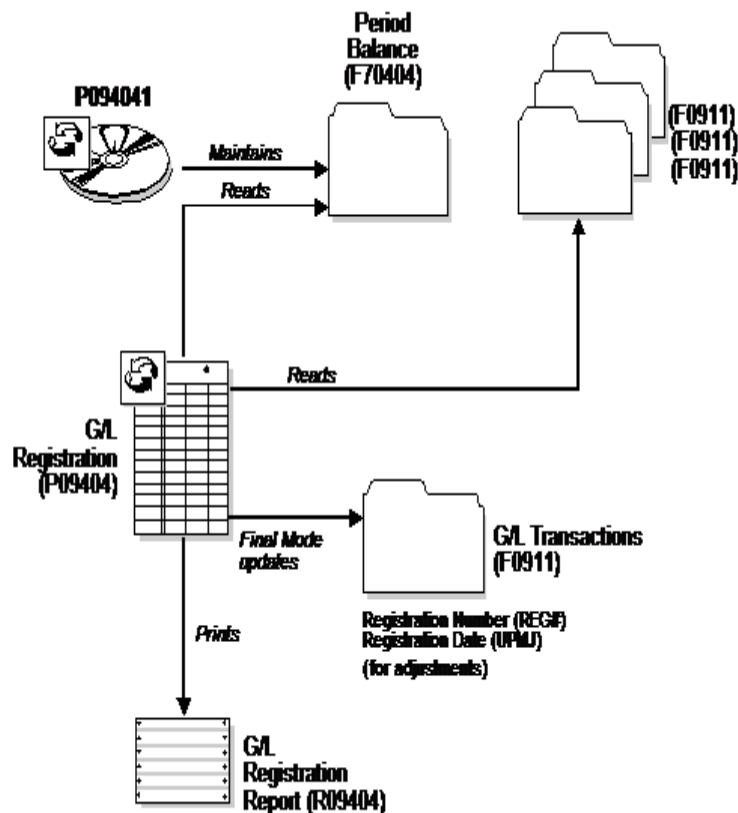 Period
Balance
(F70404)
P094041
(F0911)
(F0911)
(F0911)
Maintains
Reads
Reads
G/L
Registration
(P09404)
Final Mode
updates
G/L Transactions
(F0911)
Registration Number (REG#)
Registration Date (UPMJ)
(for adjustments)
Prints
G/L
Registration
Report (R09404)